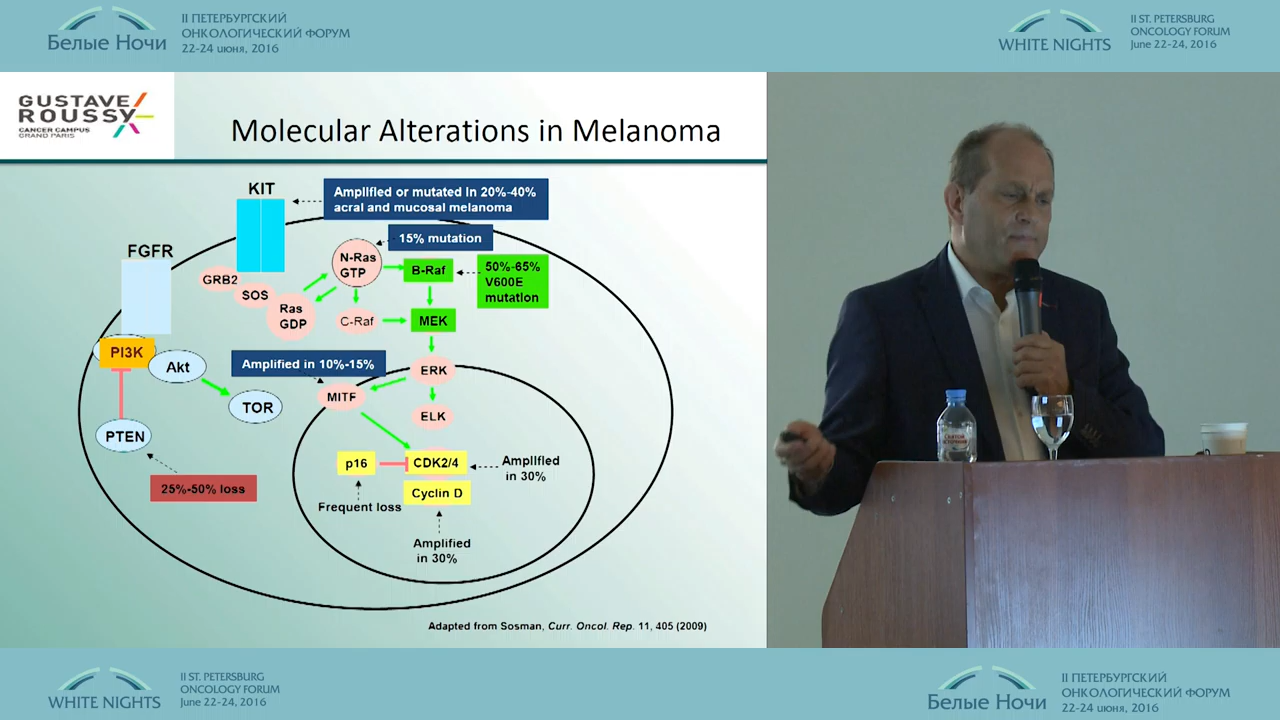 Белые Ночи
II ПЕТЕРБУРГСКИЙ
ОНКОЛОГИЧЕСКИЙ ФОРУМ
22-24 июня, 2016
WHITE NIGHTS
II ST. PETERSBURG
ONCOLOGY FORUM
June 22-24, 2016
GUSTAVE
ROUSSY
CANCER CAMPUS
GRAND PARIS
Molecular Alterations in Melanoma
KIT
Amplified or mutated in 20%-40%
acral and mucosal melanoma
15% mutation
FGFR
N-Ras
GTP
B-Raf
50%-65%
V600E
mutation
GRB2
SOS
Ras
GDP
C-Raf
MEK
PI3K
Akt
Amplified in 10%-15%
ERK
TOR
MITF
ELK
PTEN
p16
CDK2/4
Amplified
in 30%
25%-50% loss
Cyclin D
Frequent loss
Amplified
in 30%
Adapted from Sosman, Curr. Oncol. Rep. 11, 405 (2009)
WHITE NIGHTS
II ST. PETERSBURG
ONCOLOGY FORUM
June 22-24, 2016
Белые Ночи
II ПЕТЕРБУРГСКИЙ
ОНКОЛОГИЧЕСКИЙ ФОРУМ
22-24 июня, 2016